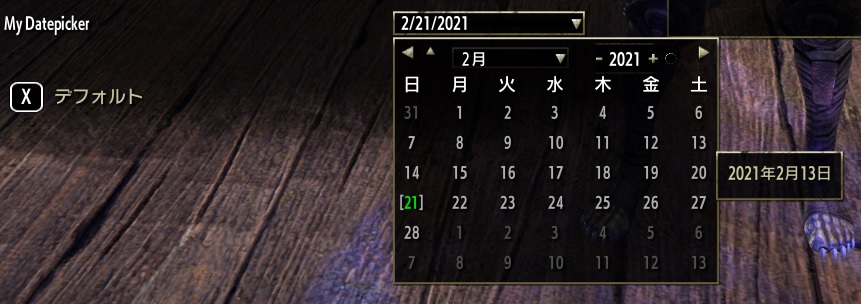 My Datepicker
2/21/2021
2月
- 2021 +
日 月 火 水 木 金 土
31 1 2 3 4 5 6
7 8 9 10 11 12 13
14 15 16 17 18 19 20
[21] 22 23 24 25 26 27
28 1 2 3 4 5 6
7 8 9 10 11 12 13
X デフォルト
2021年2月13日